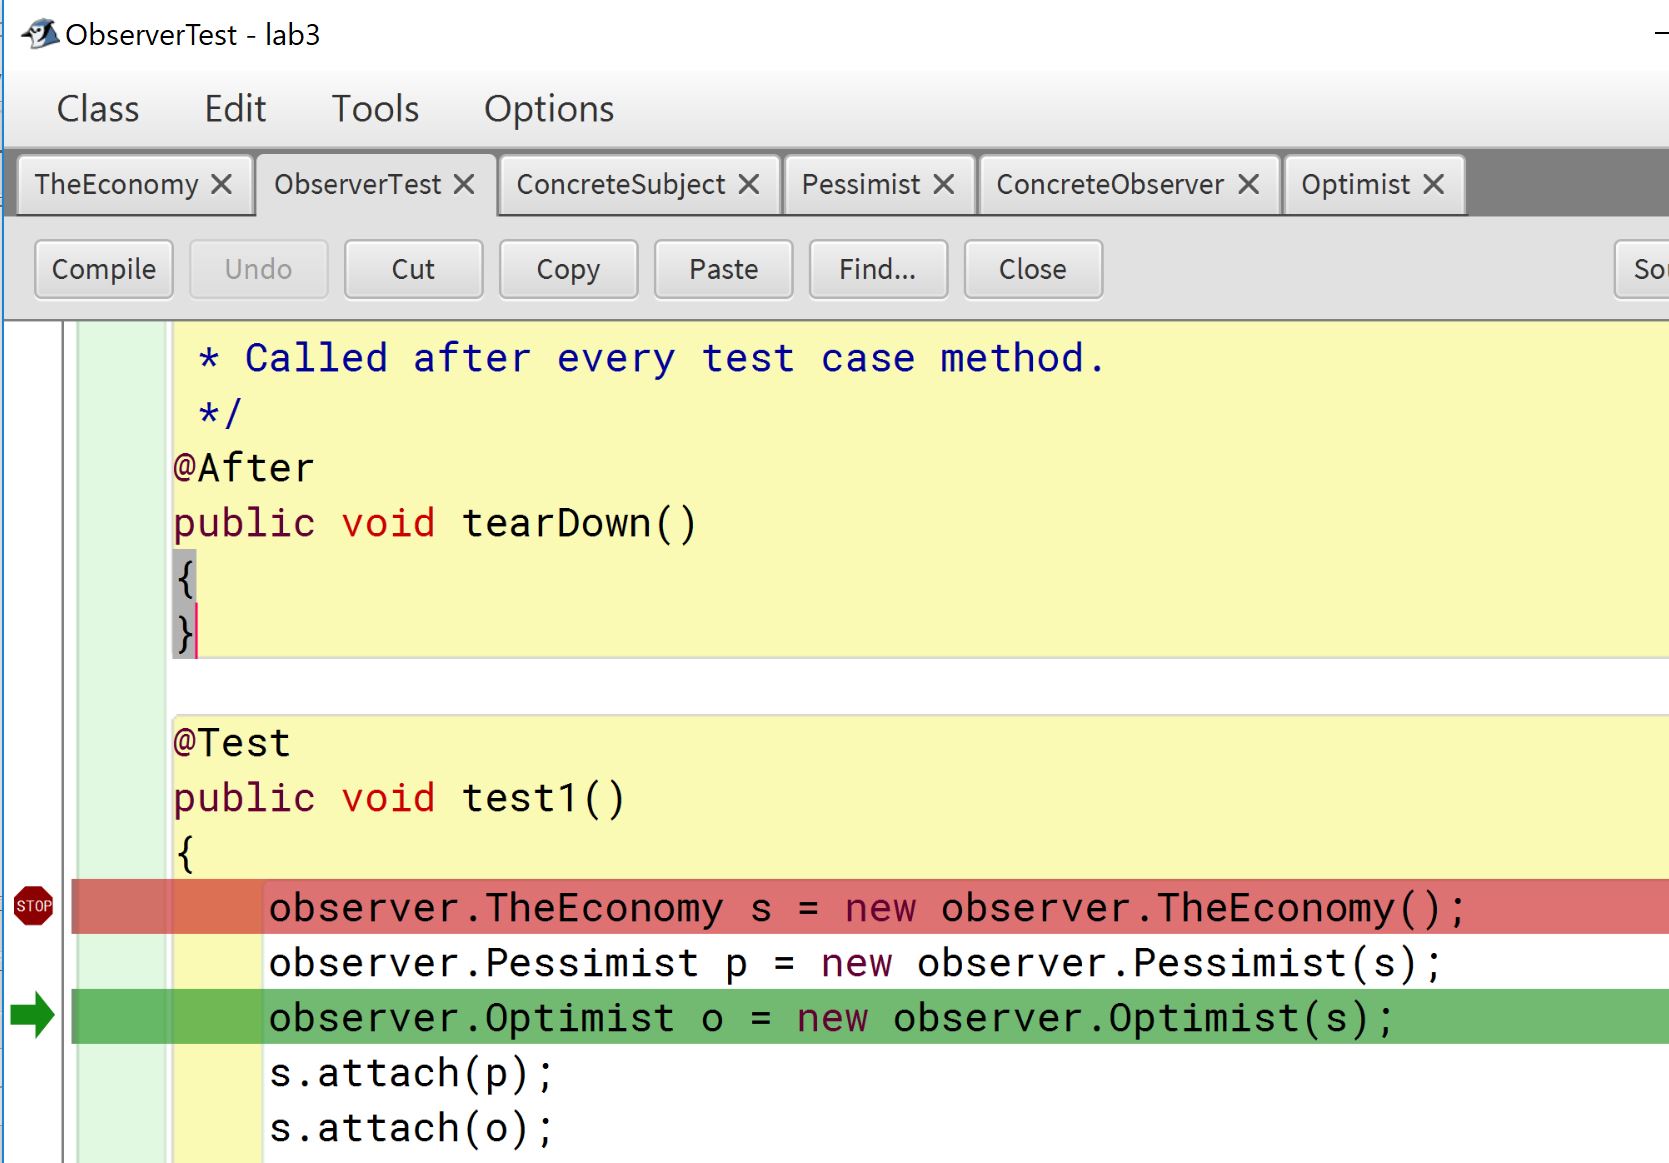 ObserverTest - lab3
Class Edit Tools Options
TheEconomy ObserverTest ConcreteSubject Pessimist ConcreteObserver Optimist
Compile Undo Cut Copy Paste Find... Close
* Called after every test case method.
*/
@After
public void tearDown()
{
}
@Test
public void test1()
{
STOP observer.TheEconomy s = new observer.TheEconomy();
observer.Pessimist p = new observer.Pessimist(s);
observer.Optimist o = new observer.Optimist(s);
s.attach(p);
s.attach(o);